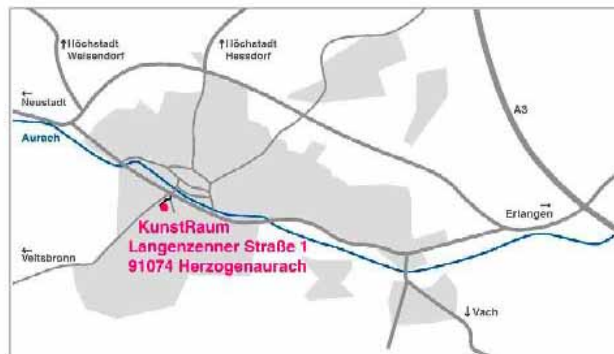 ↑Höchstadt
Weisendorf
↑Höchstadt
Hessdorf
←
Neustadt
Aurach
A3
→
Erlangen
KunstRaum
Langenzenner Straße 1
91074 Herzogenaurach
←
Veitsbronn
↓Vach